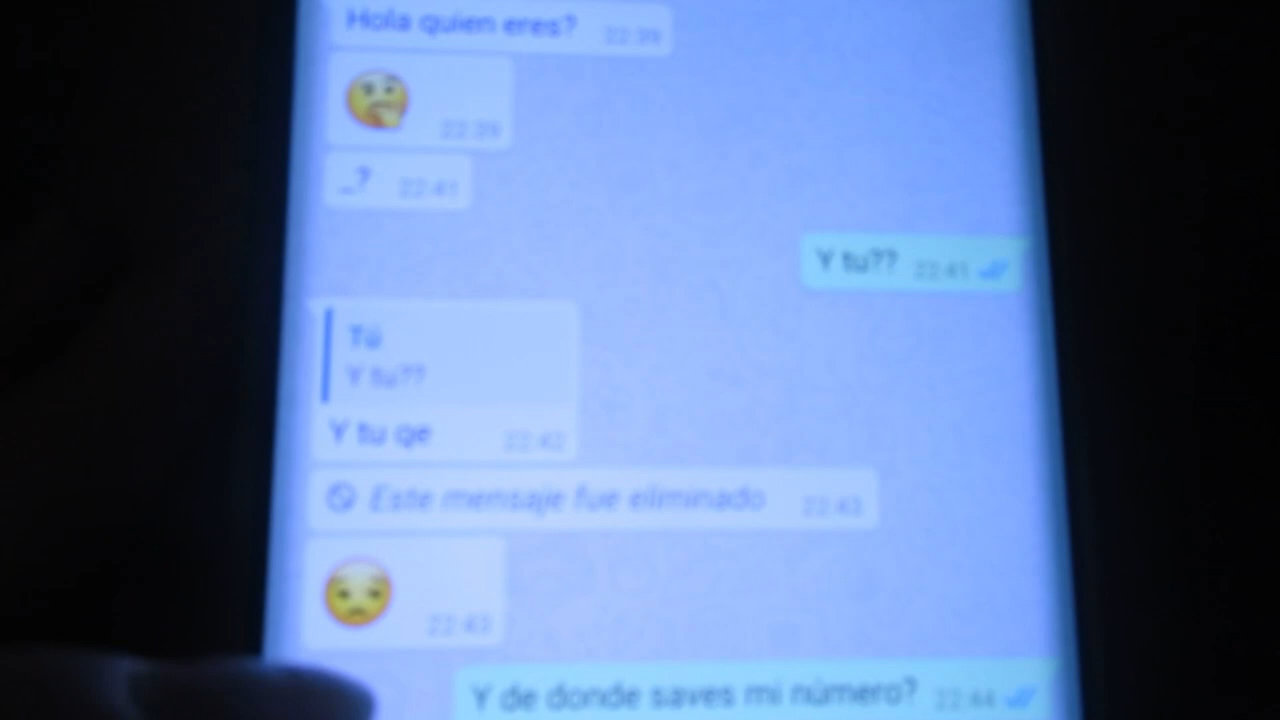 Hola quien eres? 22:39
22:39
_? 22:41
Y tu?? 22:41
Tú
Y tu??
Y tu qe 22:42
Este mensaje fue eliminado 22:43
22:43
Y de donde saves mi número? 22:44